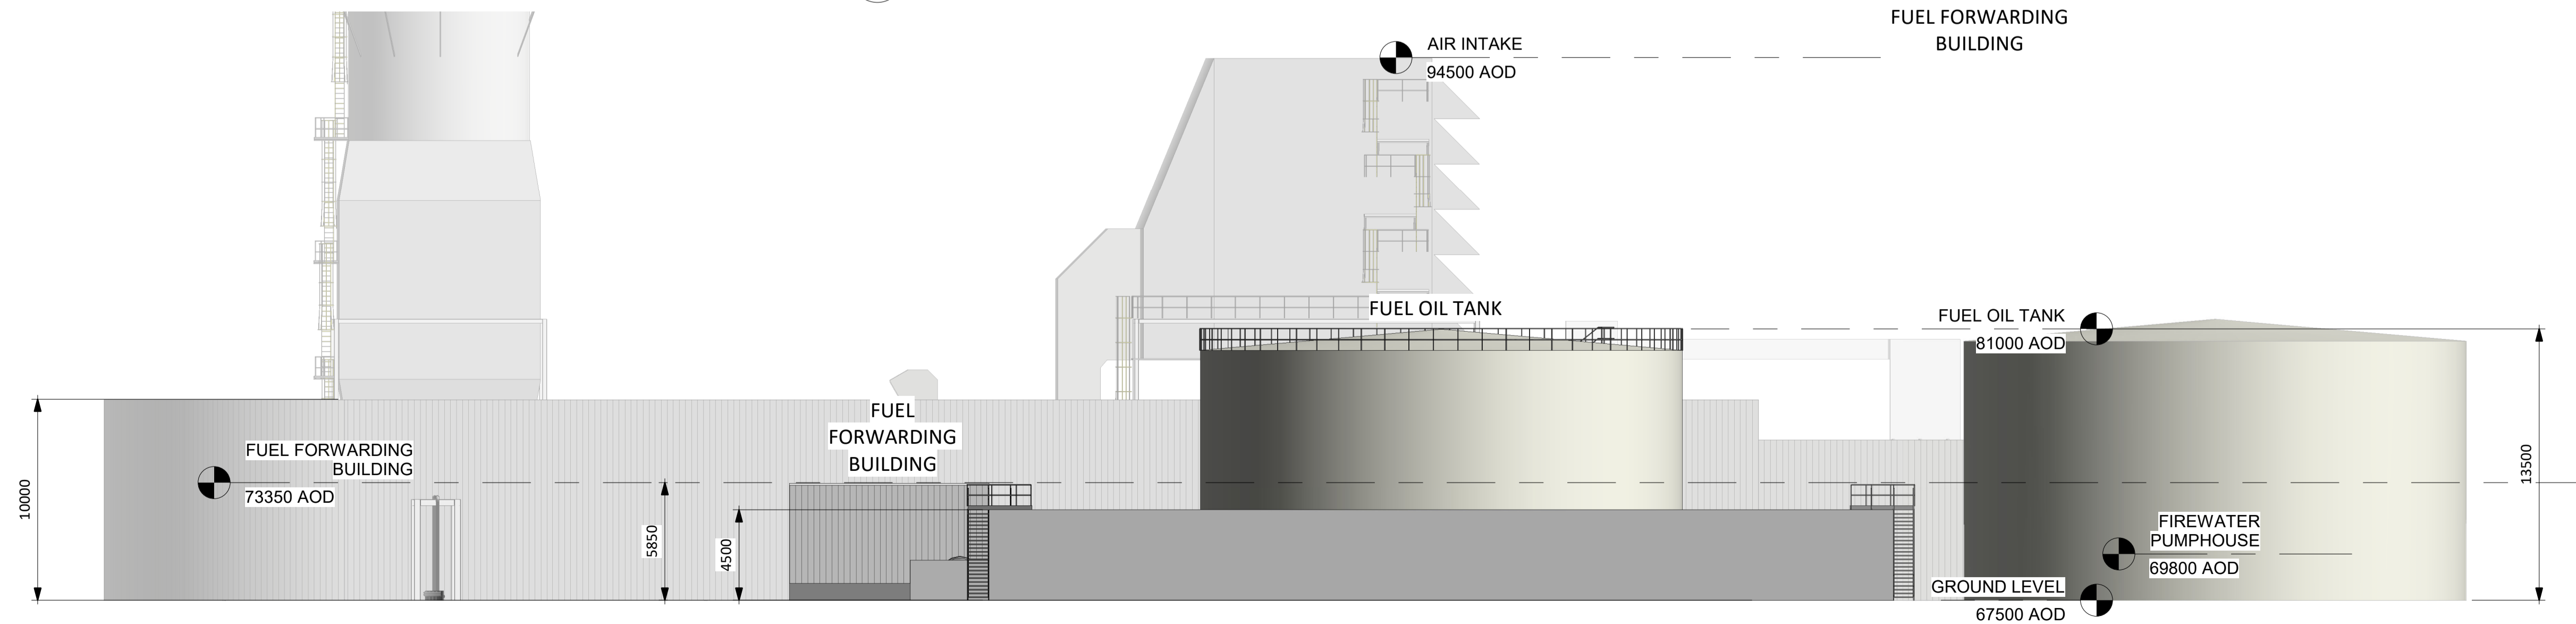 FUEL FORWARDING
BUILDING
AIR INTAKE
94500 AOD
FUEL OIL TANK
FUEL OIL TANK
81000 AOD
FUEL
FORWARDING
BUILDING
FUEL FORWARDING
BUILDING
73350 AOD
10000
5850
4500
13500
FIREWATER
PUMPHOUSE
69800 AOD
GROUND LEVEL
67500 AOD